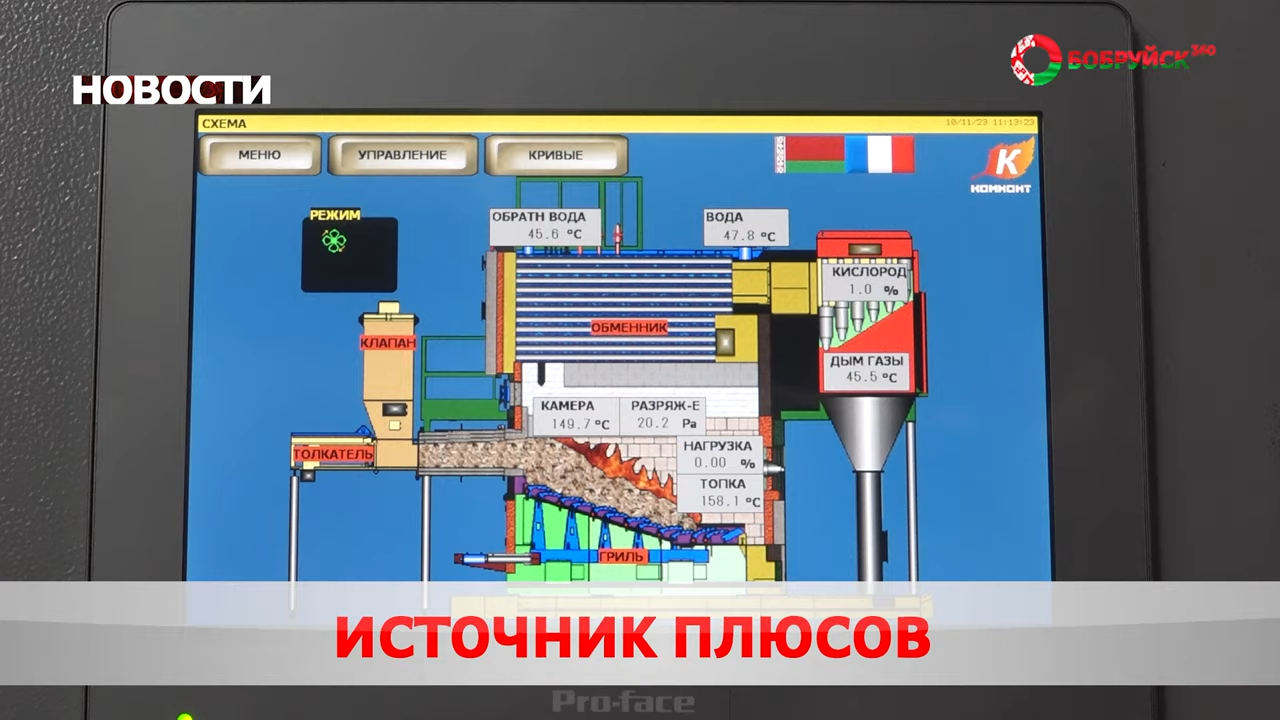 НОВОСТИ
БОБРУЙСК 360
СХЕМА
10/11/23 11:13:23
МЕНЮ
УПРАВЛЕНИЕ
КРИВЫЕ
К
КОМКОНТ
РЕЖИМ
ОБРАТН ВОДА
45.6 °C
ВОДА
47.8 °C
КИСЛОРОД
1.0 %
ОБМЕННИК
КЛАПАН
ДЫМ ГАЗЫ
45.5 °C
КАМЕРА
149.7 °C
РАЗРЯЖ-Е
20.2 Pa
НАГРУЗКА
0.00 %
ТОЛКАТЕЛЬ
ТОПКА
158.1 °C
ГРИЛЬ
ИСТОЧНИК ПЛЮСОВ
Pro-face